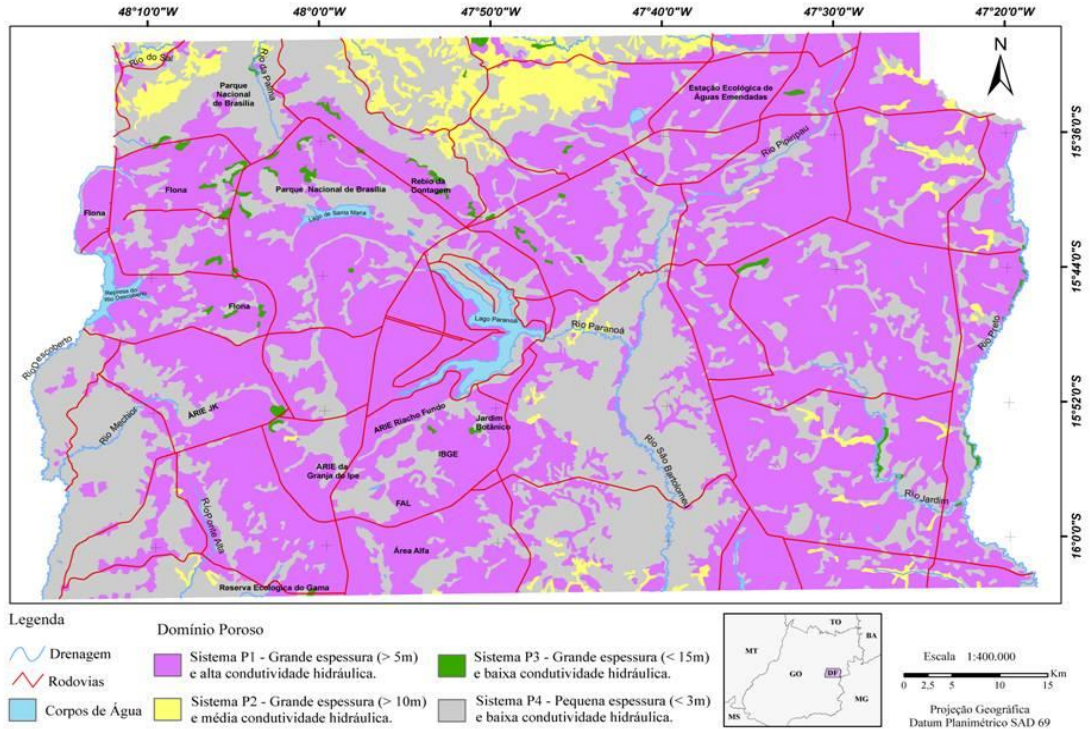 48°10'0"W
48°0'0"W
47°50'0"W
47°40'0"W
47°30'0"W
47°20'0"W
N
15°36'0"S
15°44'0"S
15°52'0"S
16°0'0"S
Rio do Sal
Rio da Palma
Parque
Nacional
de Brasília
Estação Ecológica de
Águas Emendadas
Rio Pipiripau
Flona
Parque Nacional de Brasília
Rebio da
Contagem
Flona
Lago de Santa Maria
Represa do
Rio Descoberto
Flona
Lago Paranoá
Rio Paranoá
Rio Preto
Rio Descoberto
Rio Mechior
ÁRIE JK
ARIE Riacho Fundo
Jardim
Botânico
IBGE
Rio São Bartolomeu
ARIE da
Granja do Ipe
FAL
Rio Jardim
Rio Ponte Alta
Área Alfa
Reserva Ecológica do Gama
Legenda
Drenagem
Rodovias
Corpos de Água
Domínio Poroso
Sistema P1 - Grande espessura (> 5m)
e alta condutividade hidráulica.
Sistema P2 - Grande espessura (> 10m)
e média condutividade hidráulica.
Sistema P3 - Grande espessura (< 15m)
e baixa condutividade hidráulica.
Sistema P4 - Pequena espessura (< 3m)
e baixa condutividade hidráulica.
TO
BA
MT
GO
DF
MG
MS
Escala 1:400.000
Km
0 2,5 5 10 15
Projeção Geográfica
Datum Planimétrico SAD 69